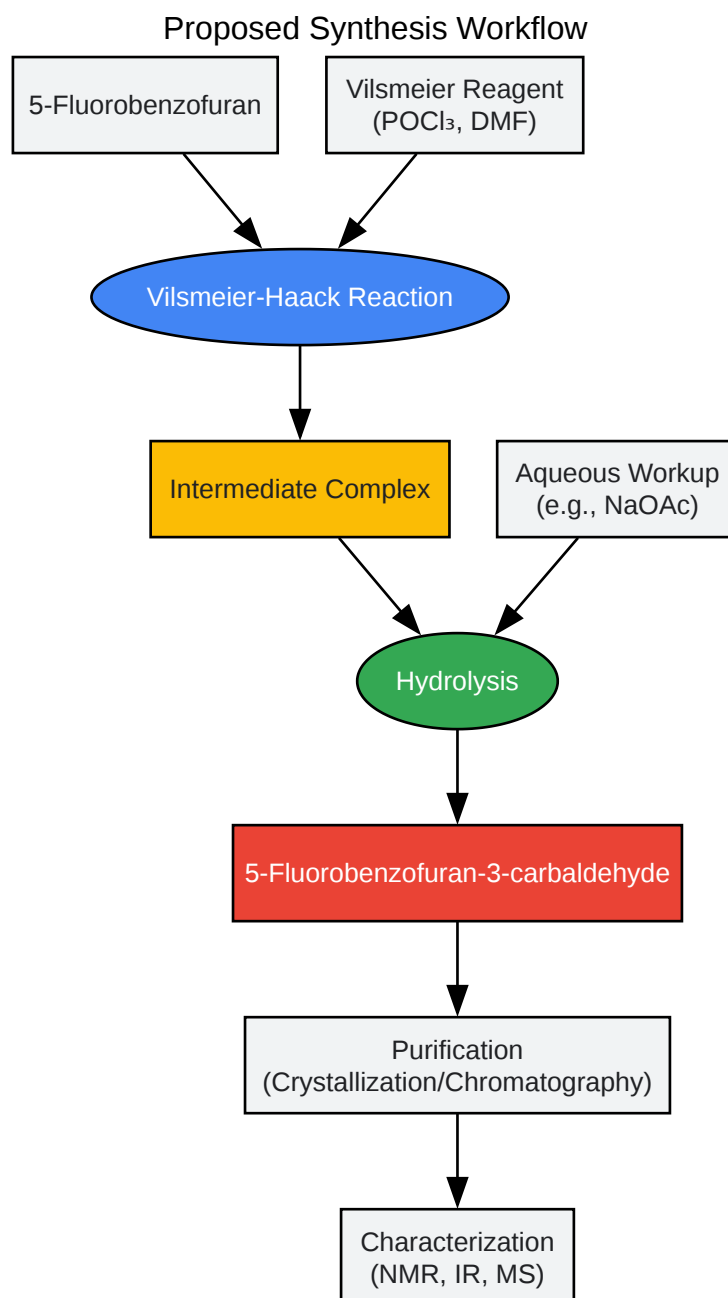 Proposed Synthesis Workflow
5-Fluorobenzofuran
Vilsmeier Reagent
(POCl₃, DMF)
Vilsmeier-Haack Reaction
Intermediate Complex
Aqueous Workup
(e.g., NaOAc)
Hydrolysis
5-Fluorobenzofuran-3-carbaldehyde
Purification
(Crystallization/Chromatography)
Characterization
(NMR, IR, MS)